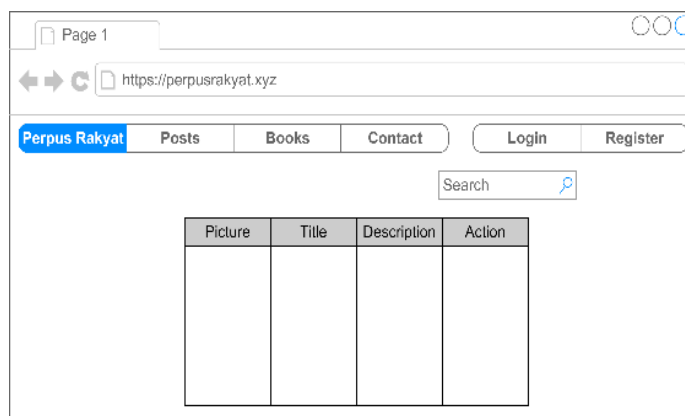 Page 1
https://perpusrakyat.xyz
Perpus Rakyat Posts Books Contact Login Register
Search
Picture Title Description Action